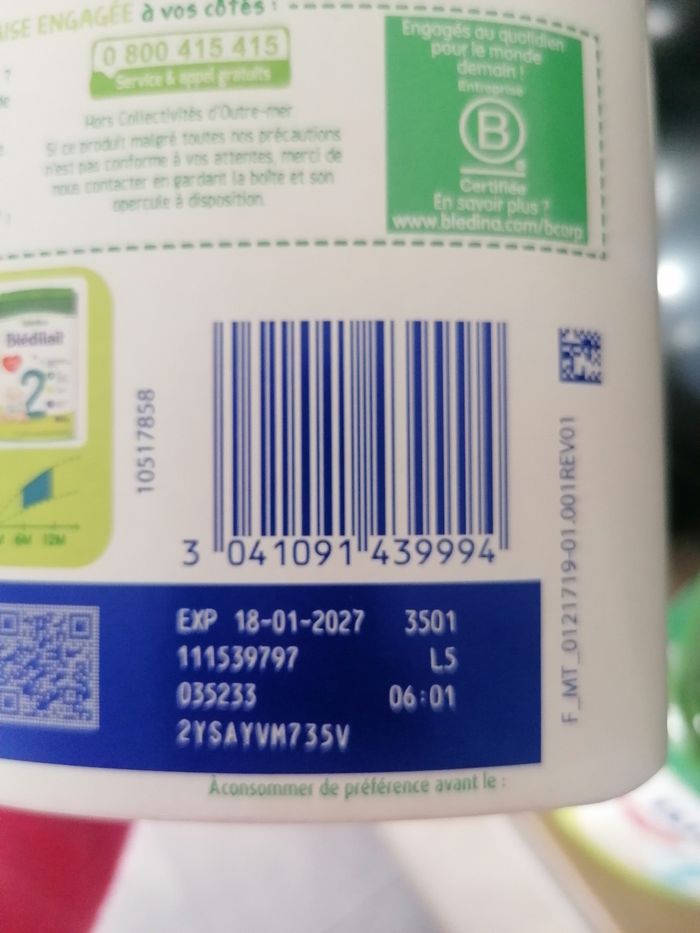 ISE ENGAGÉE à vos côtés !
0 800 415 415
Service & appel gratuits
Hors Collectivités d'Outre-mer.
Si ce produit malgré toutes nos précautions
n'est pas conforme à vos attentes, merci de
nous contacter en gardant la boîte et son
opercule à disposition.
Engagés au quotidien
pour le monde
demain !
Entreprise
B
Certifiée
En savoir plus ?
www.bledina.com/bcorp
Blédilait
2
6M 12M
10517858
3 041091 439994
F_MT_0121719-01.001REV01
EXP 18-01-2027 3501
111539797 L5
035233 06:01
2YSAYVM735V
À consommer de préférence avant le :